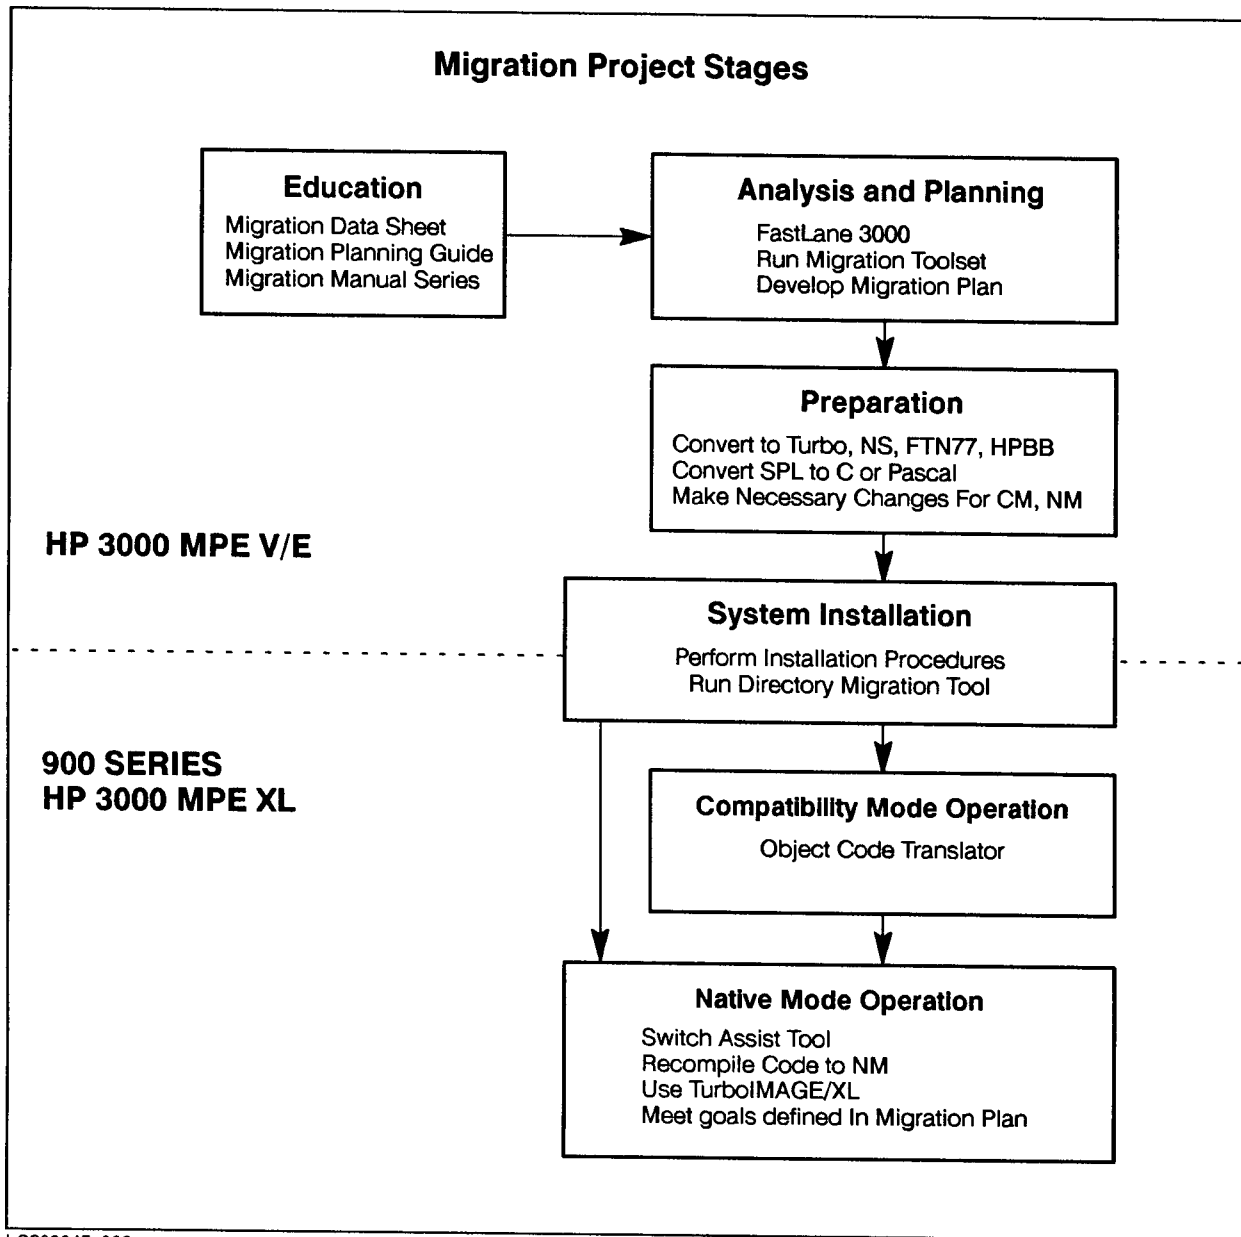 Migration Project Stages
Education
Migration Data Sheet
Migration Planning Guide
Migration Manual Series
Analysis and Planning
FastLane 3000
Run Migration Toolset
Develop Migration Plan
Preparation
Convert to Turbo, NS, FTN77, HPBB
Convert SPL to C or Pascal
Make Necessary Changes For CM, NM
HP 3000 MPE V/E
System Installation
Perform Installation Procedures
Run Directory Migration Tool
900 SERIES
HP 3000 MPE XL
Compatibility Mode Operation
Object Code Translator
Native Mode Operation
Switch Assist Tool
Recompile Code to NM
Use TurboIMAGE/XL
Meet goals defined In Migration Plan